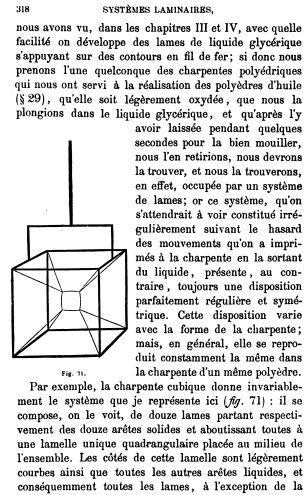 318 SYSTÈMES LAMINAIRES,
nous avons vu, dans les chapitres III et IV, avec quelle
facilité on développe des lames de liquide glycérique
s'appuyant sur des contours en fil de fer; si donc nous
prenons l'une quelconque des charpentes polyédriques
qui nous ont servi à la réalisation des polyèdres d'huile
(§ 29), qu'elle soit légèrement oxydée, que nous la
plongions dans le liquide glycérique, et qu'après l'y
avoir laissée pendant quelques
secondes pour la bien mouiller,
nous l'en retirions, nous devrons
la trouver, et nous la trouverons,
en effet, occupée par un système
de lames; or ce système, qu'on
s'attendrait à voir constitué irré-
gulièrement suivant le hasard
des mouvements qu'on a impri-
més à la charpente en la sortant
du liquide, présente, au con-
traire, toujours une disposition
parfaitement régulière et symé-
trique. Cette disposition varie
avec la forme de la charpente;
mais, en général, elle se repro-
duit constamment la même dans
la charpente d'un même polyèdre.
Fig. 71.
Par exemple, la charpente cubique donne invariable-
ment le système que je représente ici (fig. 71) : il se
compose, on le voit, de douze lames partant respecti-
vement des douze arêtes solides et aboutissant toutes à
une lamelle unique quadrangulaire placée au milieu de
l'ensemble. Les côtés de cette lamelle sont légèrement
courbes ainsi que toutes les autres arêtes liquides, et
conséquemment toutes les lames, à l'exception de la